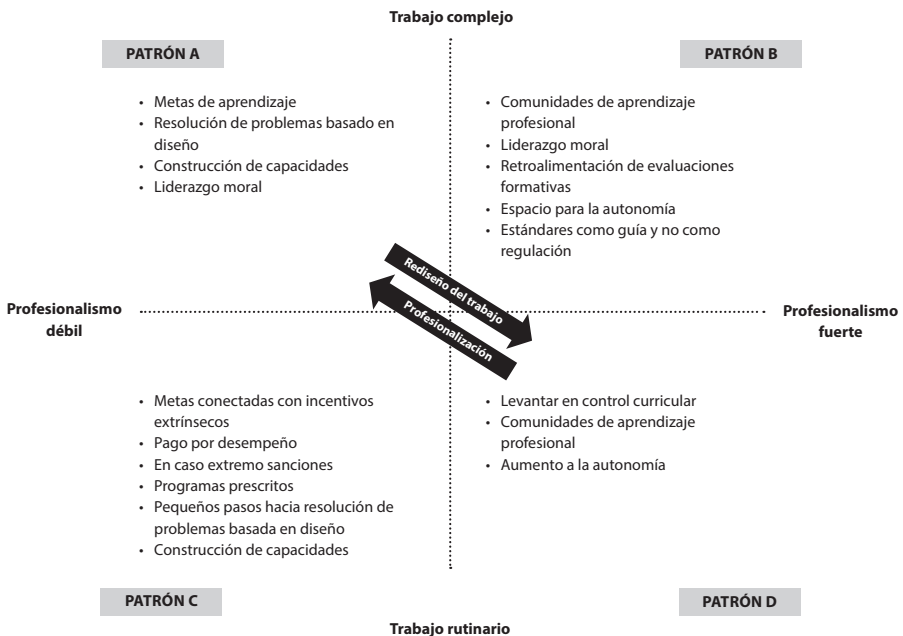 Trabajo complejo
PATRÓN A
• Metas de aprendizaje
• Resolución de problemas basado en
diseño
• Construcción de capacidades
• Liderazgo moral
PATRÓN B
• Comunidades de aprendizaje
profesional
• Liderazgo moral
• Retroalimentación de evaluaciones
formativas
• Espacio para la autonomía
• Estándares como guía y no como
regulación
Rediseño del trabajo
Profesionalización
Profesionalismo
débil
Profesionalismo
fuerte
• Metas conectadas con incentivos
extrínsecos
• Pago por desempeño
• En caso extremo sanciones
• Programas prescritos
• Pequeños pasos hacia resolución de
problemas basada en diseño
• Construcción de capacidades
PATRÓN C
• Levantar en control curricular
• Comunidades de aprendizaje
profesional
• Aumento a la autonomía
PATRÓN D
Trabajo rutinario